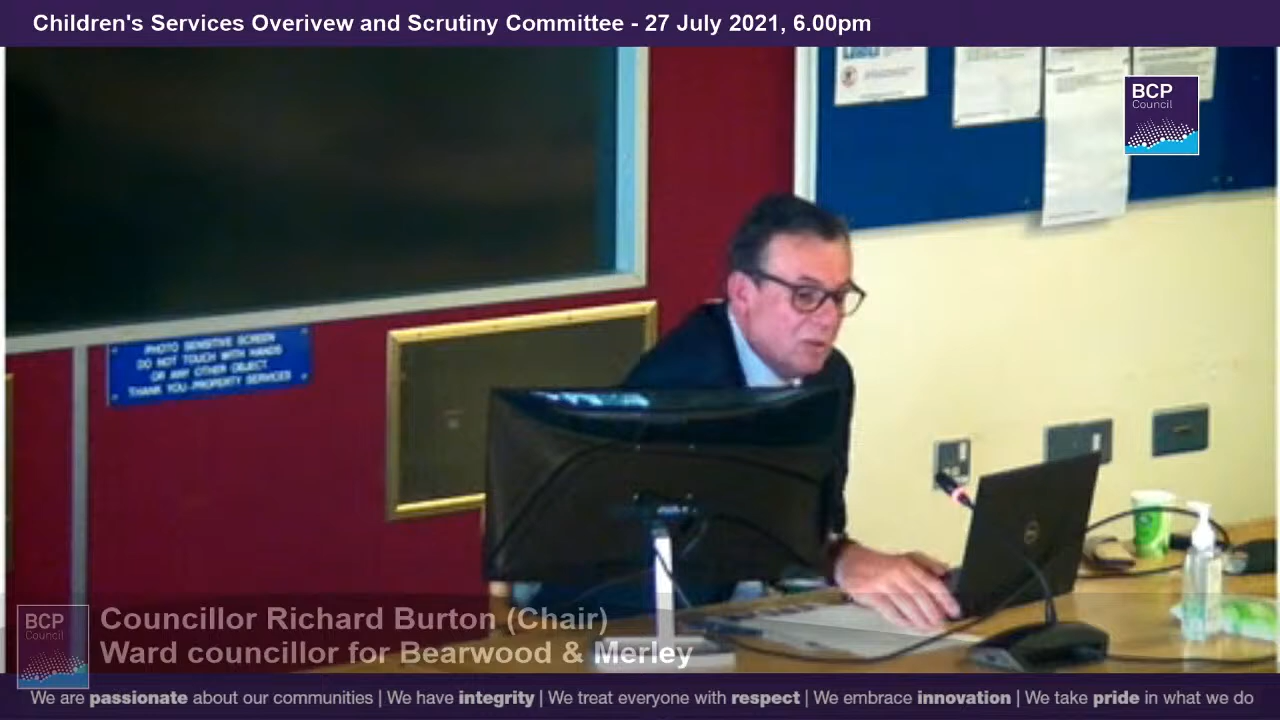 Children's Services Overivew and Scrutiny Committee - 27 July 2021, 6.00pm
BCP
Council
PHOTO SENSITIVE SCREEN
DO NOT TOUCH WITH HANDS
OR ANY OTHER OBJECT
THANK YOU-PROPERTY SERVICES
BCP
Council
Councillor Richard Burton (Chair)
Ward councillor for Bearwood & Merley
We are passionate about our communities | We have integrity | We treat everyone with respect | We embrace innovation | We take pride in what we do